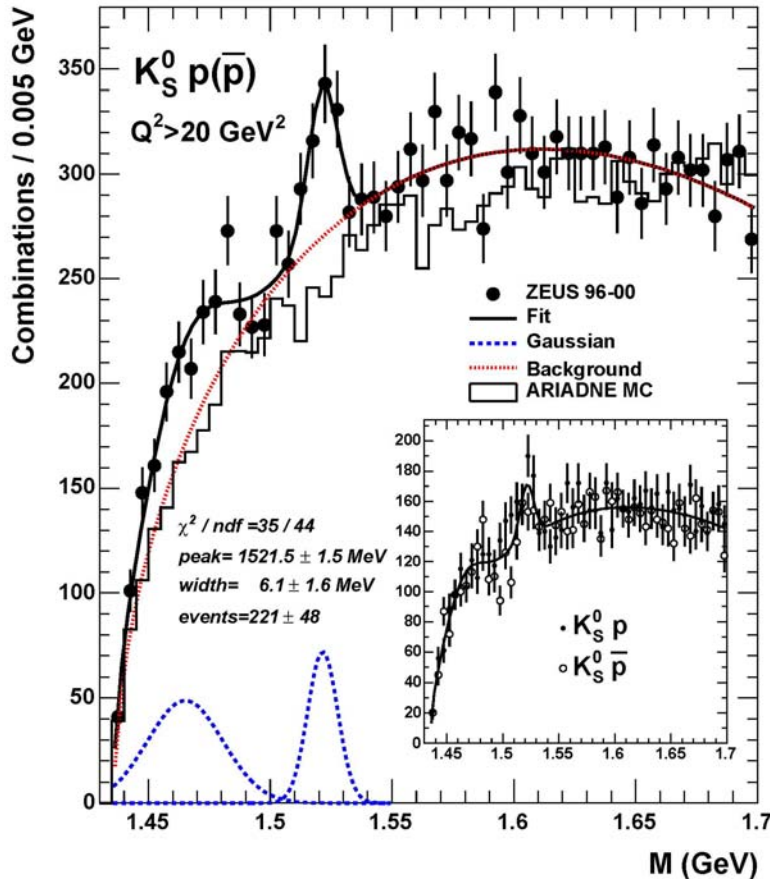 Combinations / 0.005 GeV
350
300
250
200
150
100
50
0
K⁰_S p(p̄)
Q²>20 GeV²
ZEUS 96-00
Fit
Gaussian
Background
ARIADNE MC
χ² / ndf =35 / 44
peak= 1521.5 ± 1.5 MeV
width= 6.1 ± 1.6 MeV
events=221 ± 48
200
180
160
140
120
100
80
60
40
20
0
K⁰_S p
K⁰_S p̄
1.45 1.5 1.55 1.6 1.65 1.7
1.45 1.5 1.55 1.6 1.65 1.7
M (GeV)